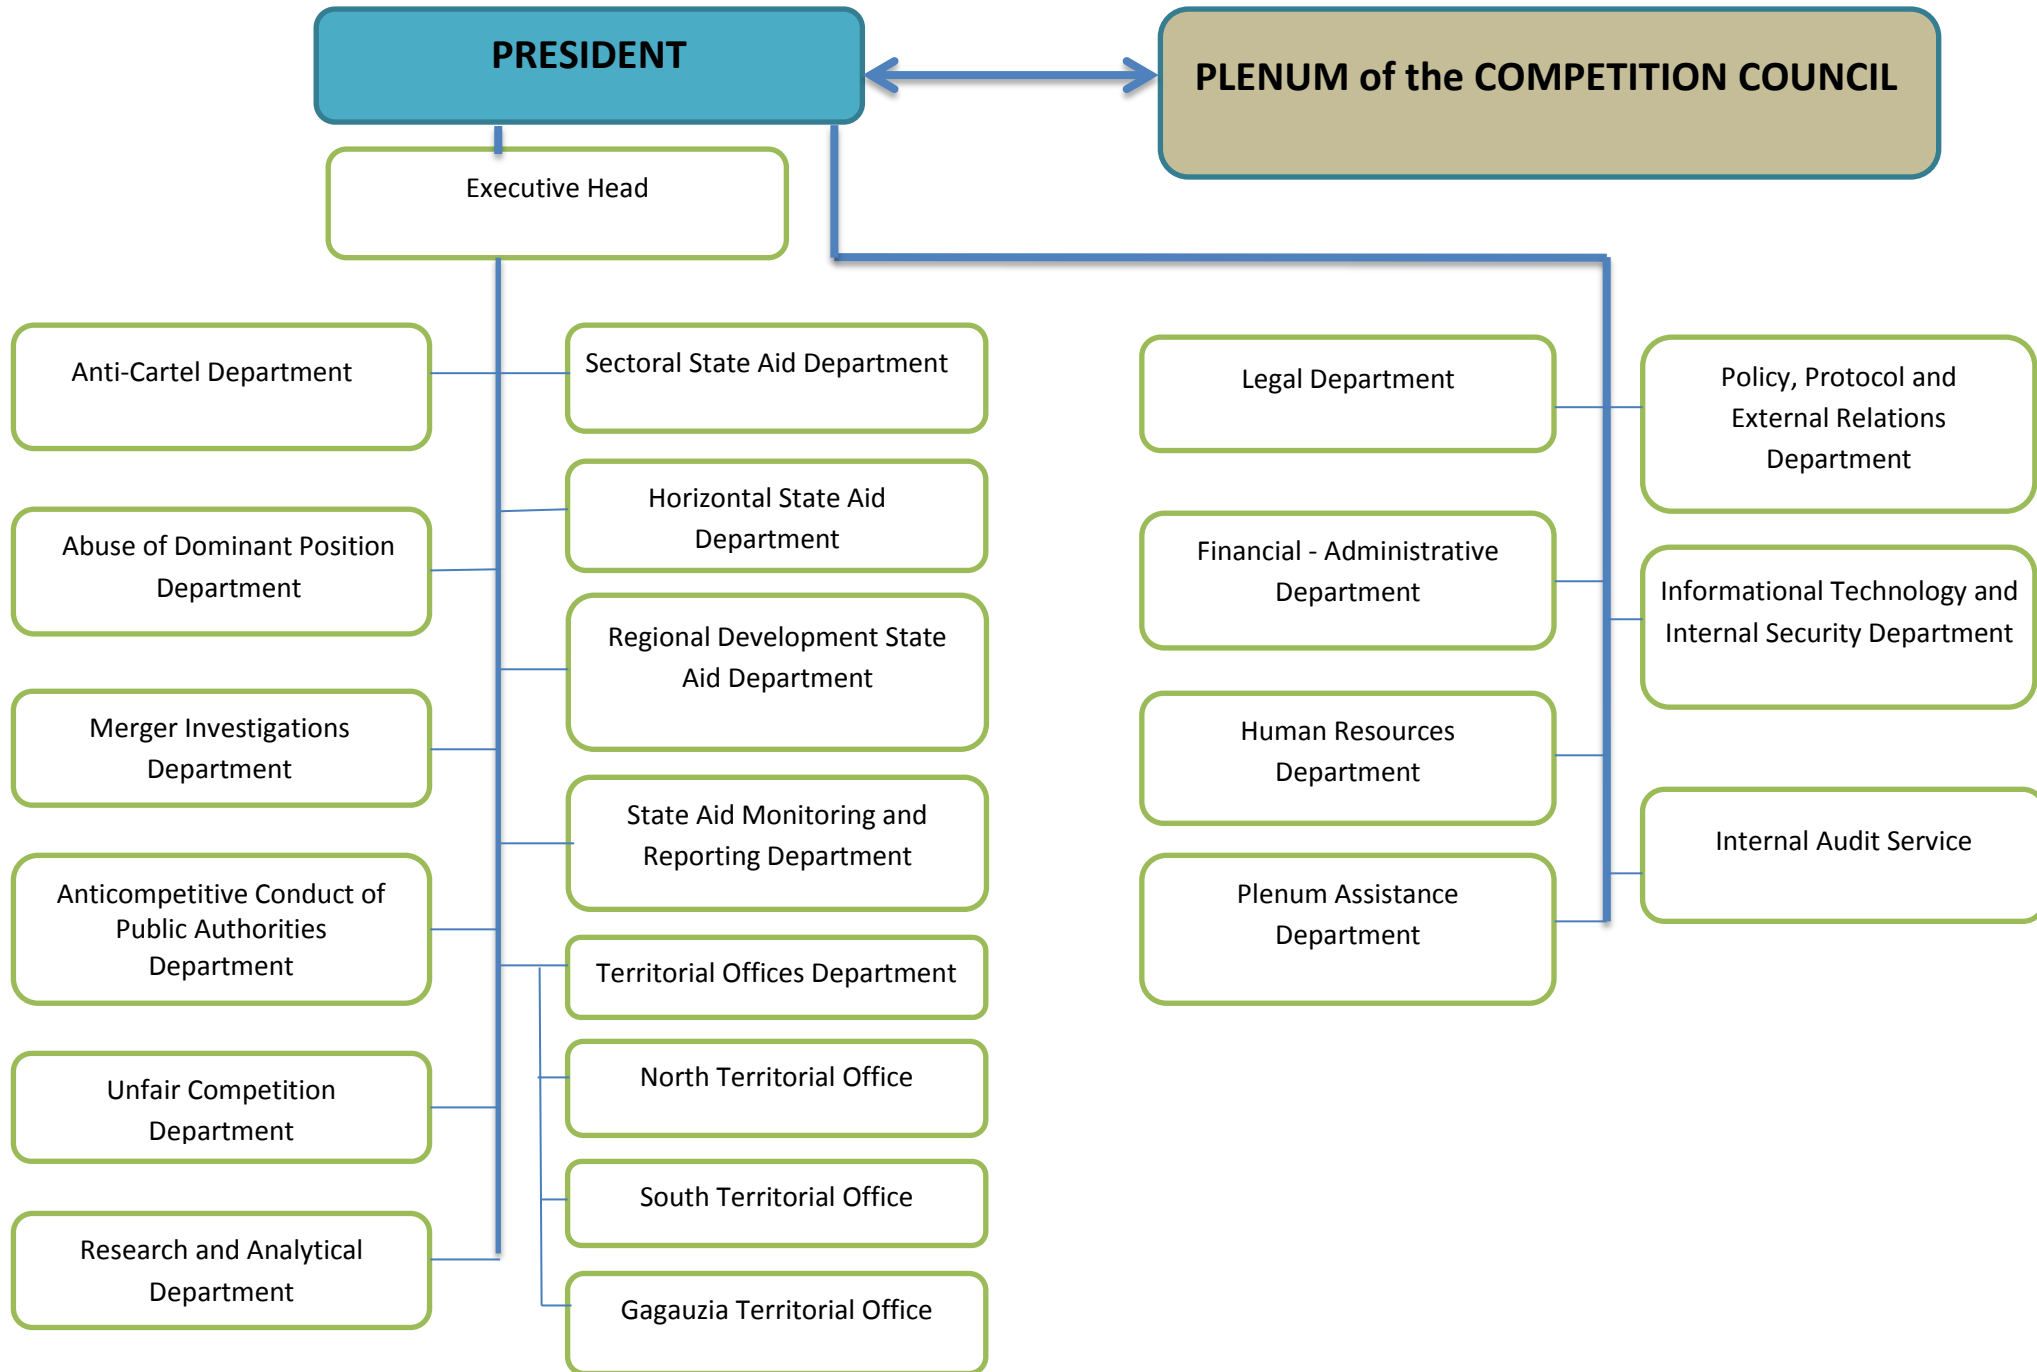 PRESIDENT
PLENUM of the COMPETITION COUNCIL
Executive Head
Anti-Cartel Department
Abuse of Dominant Position
Department
Merger Investigations
Department
Anticompetitive Conduct of
Public Authorities
Department
Unfair Competition
Department
Research and Analytical
Department
Sectoral State Aid Department
Horizontal State Aid
Department
Regional Development State
Aid Department
State Aid Monitoring and
Reporting Department
Territorial Offices Department
North Territorial Office
South Territorial Office
Gagauzia Territorial Office
Legal Department
Financial - Administrative
Department
Human Resources
Department
Plenum Assistance
Department
Policy, Protocol and
External Relations
Department
Informational Technology and
Internal Security Department
Internal Audit Service